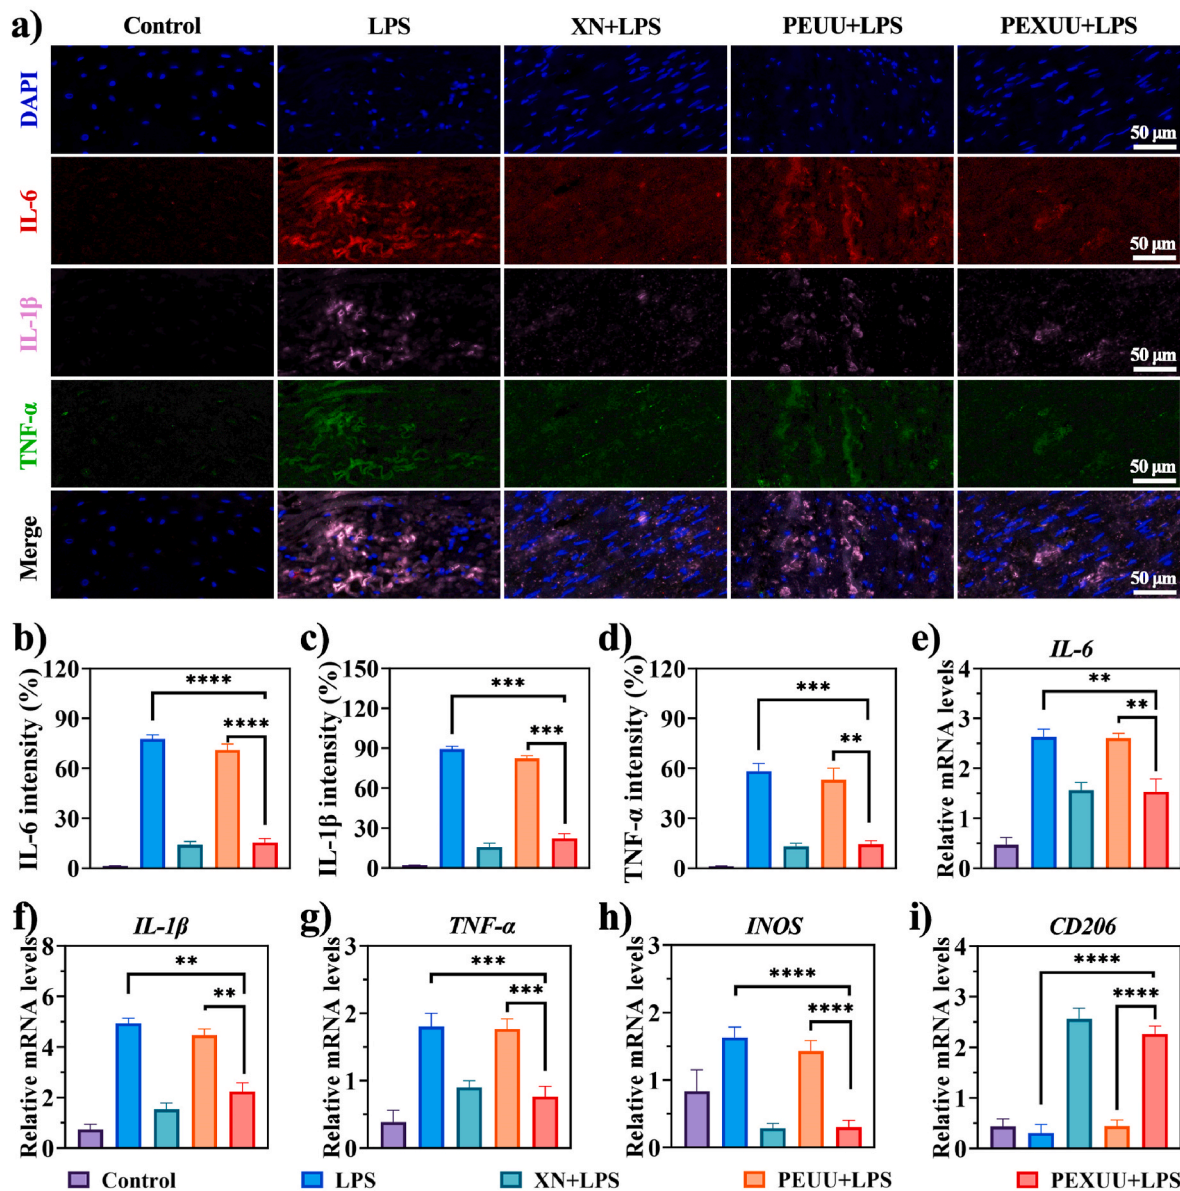 a) Control LPS XN+LPS PEUU+LPS PEXUU+LPS
DAPI
50 μm
IL-6
50 μm
IL-1β
50 μm
TNF-α
50 μm
Merge
50 μm
b)
IL-6 intensity (%)
120
90
60
30
0
****
****
c)
IL-1β intensity (%)
150
120
90
60
30
0
***
***
d)
TNF-α intensity (%)
120
90
60
30
0
***
**
e)
IL-6
Relative mRNA levels
4
3
2
1
0
**
**
f)
IL-1β
Relative mRNA levels
8
6
4
2
0
**
**
g)
TNF-α
Relative mRNA levels
3
2
1
0
***
***
h)
INOS
Relative mRNA levels
3
2
1
0
****
****
i)
CD206
Relative mRNA levels
4
3
2
1
0
****
****
Control LPS XN+LPS PEUU+LPS PEXUU+LPS